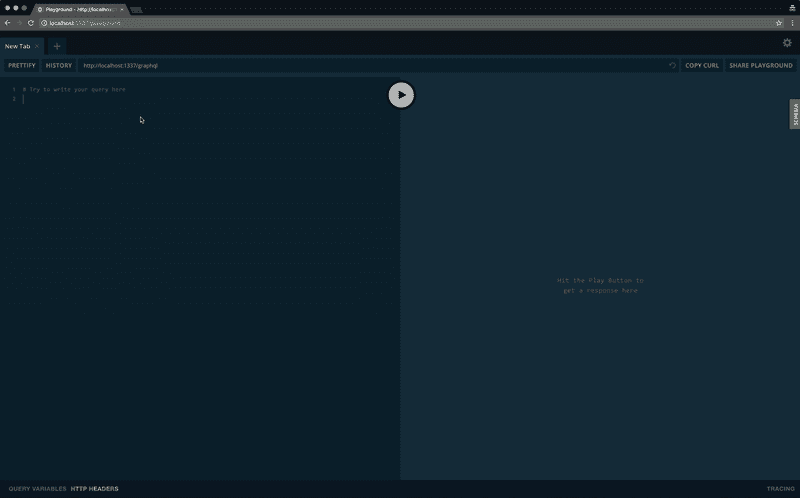 Playground - http://localhost:
localhost:
New Tab
PRETTIFY HISTORY http://localhost:1337/graphql COPY CURL SHARE PLAYGROUND
1 # Try to write your query here
2
SCHEMA
Hit the Play Button to
get a response here
QUERY VARIABLES HTTP HEADERS TRACING